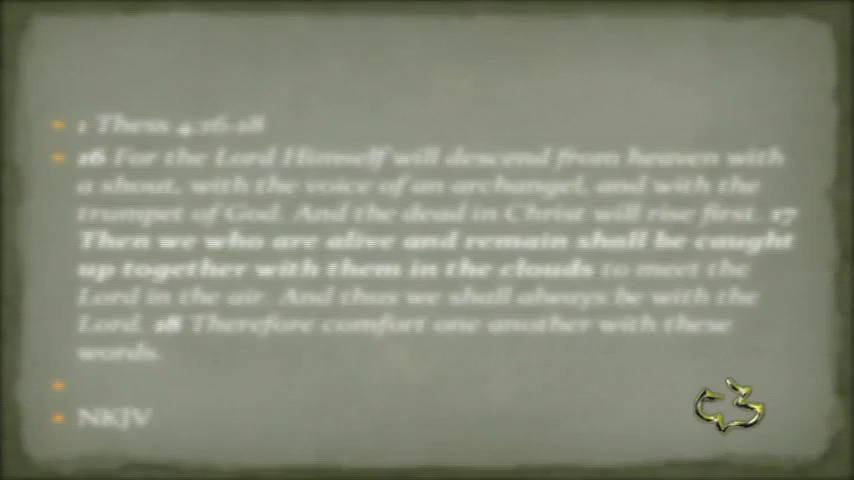 1 Thess 4:16-18
16 For the Lord Himself will descend from heaven with
a shout, with the voice of an archangel, and with the
trumpet of God. And the dead in Christ will rise first. 17
Then we who are alive and remain shall be caught
up together with them in the clouds to meet the
Lord in the air. And thus we shall always be with the
Lord. 18 Therefore comfort one another with these
words.
NKJV